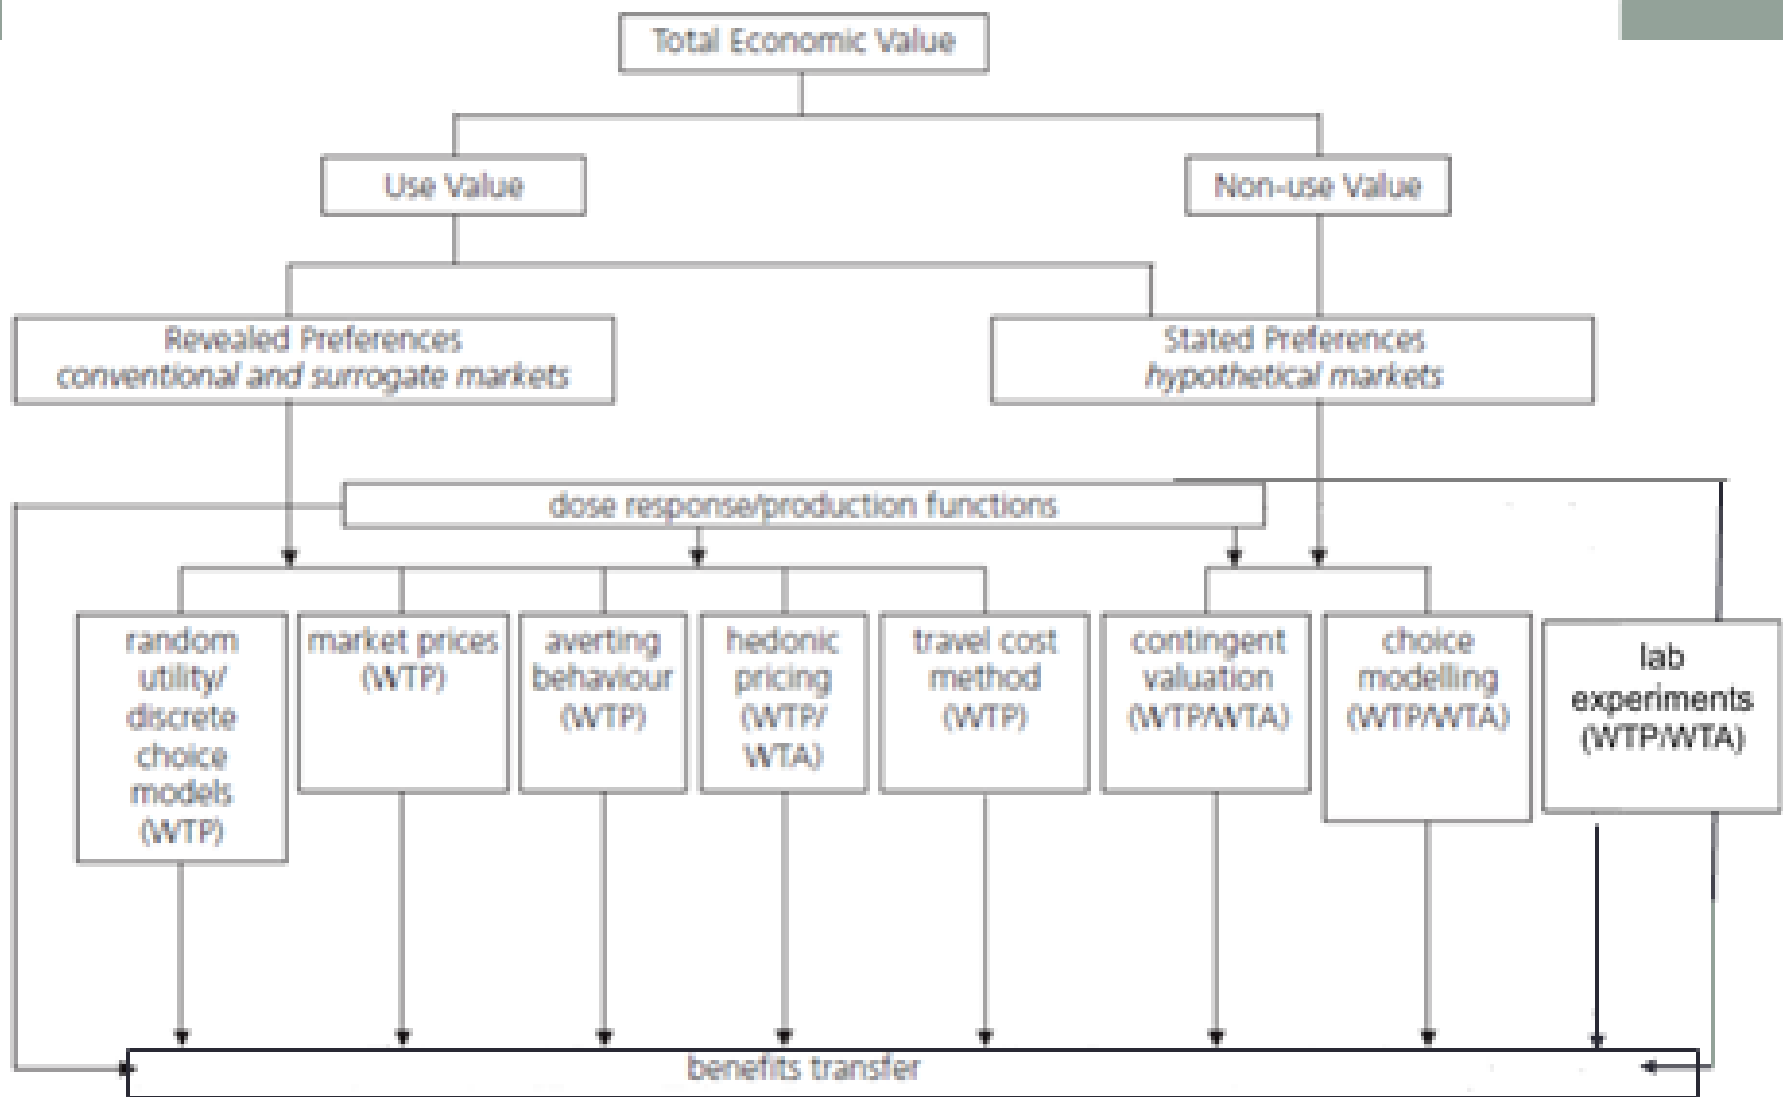 Total Economic Value
Use Value
Non-use Value
Revealed Preferences
conventional and surrogate markets
Stated Preferences
hypothetical markets
dose response/production functions
random
utility/
discrete
choice
models
(WTP)
market prices
(WTP)
averting
behaviour
(WTP)
hedonic
pricing
(WTP/
WTA)
travel cost
method
(WTP)
contingent
valuation
(WTP/WTA)
choice
modelling
(WTP/WTA)
lab
experiments
(WTP/WTA)
benefits transfer